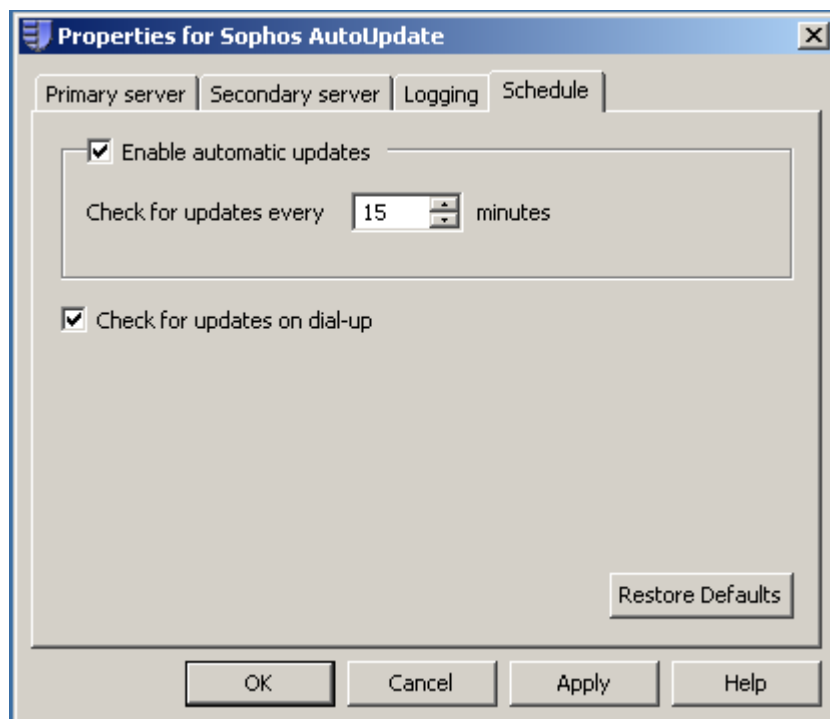 Properties for Sophos AutoUpdate
Primary server Secondary server Logging Schedule
Enable automatic updates
Check for updates every 15 minutes
Check for updates on dial-up
Restore Defaults
OK Cancel Apply Help